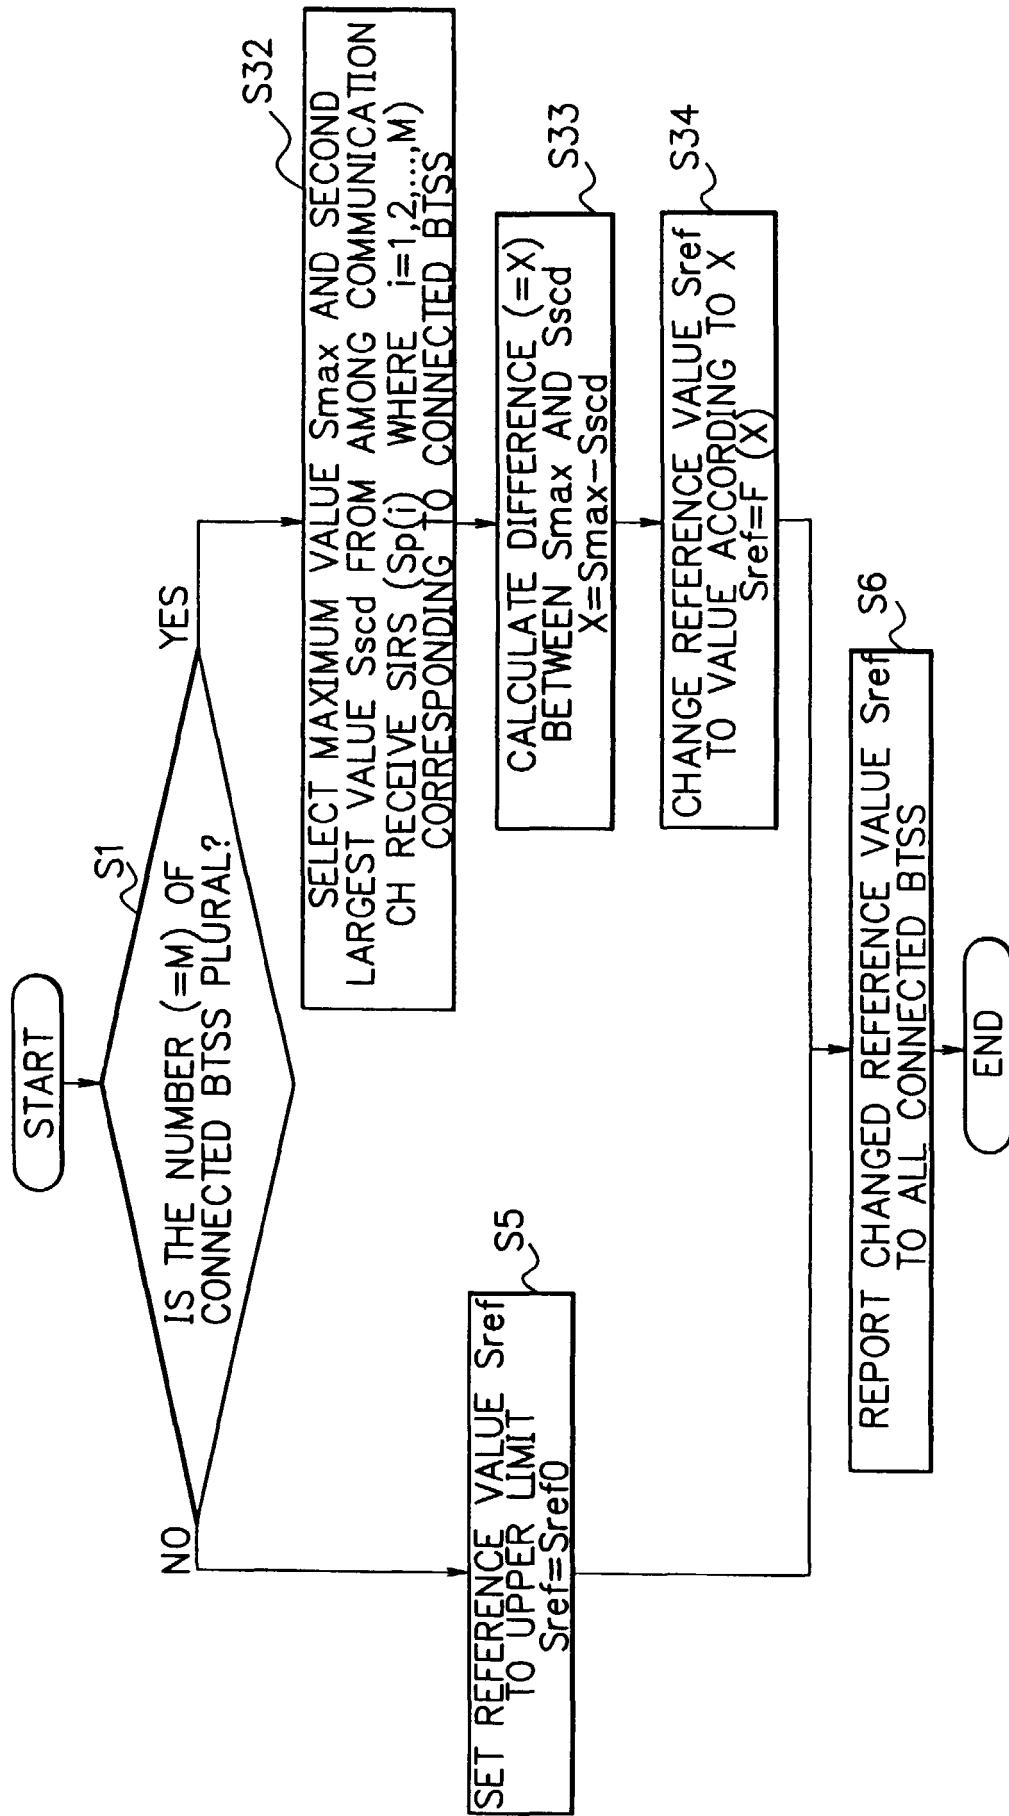 START
S1
IS THE NUMBER (=M) OF
CONNECTED BTSS PLURAL?
NO
YES
S32
SELECT MAXIMUM VALUE Smax AND SECOND
LARGEST VALUE Sscd FROM AMONG COMMUNICATION
CH RECEIVE SIRS (Sp(i) WHERE i=1,2,...,M)
CORRESPONDING TO CONNECTED BTSS
S33
CALCULATE DIFFERENCE (=X)
BETWEEN Smax AND Sscd
X=Smax-Sscd
S34
CHANGE REFERENCE VALUE Sref
TO VALUE ACCORDING TO X
Sref=F (X)
S5
SET REFERENCE VALUE Sref
TO UPPER LIMIT
Sref=Sref0
S6
REPORT CHANGED REFERENCE VALUE Sref
TO ALL CONNECTED BTSS
END